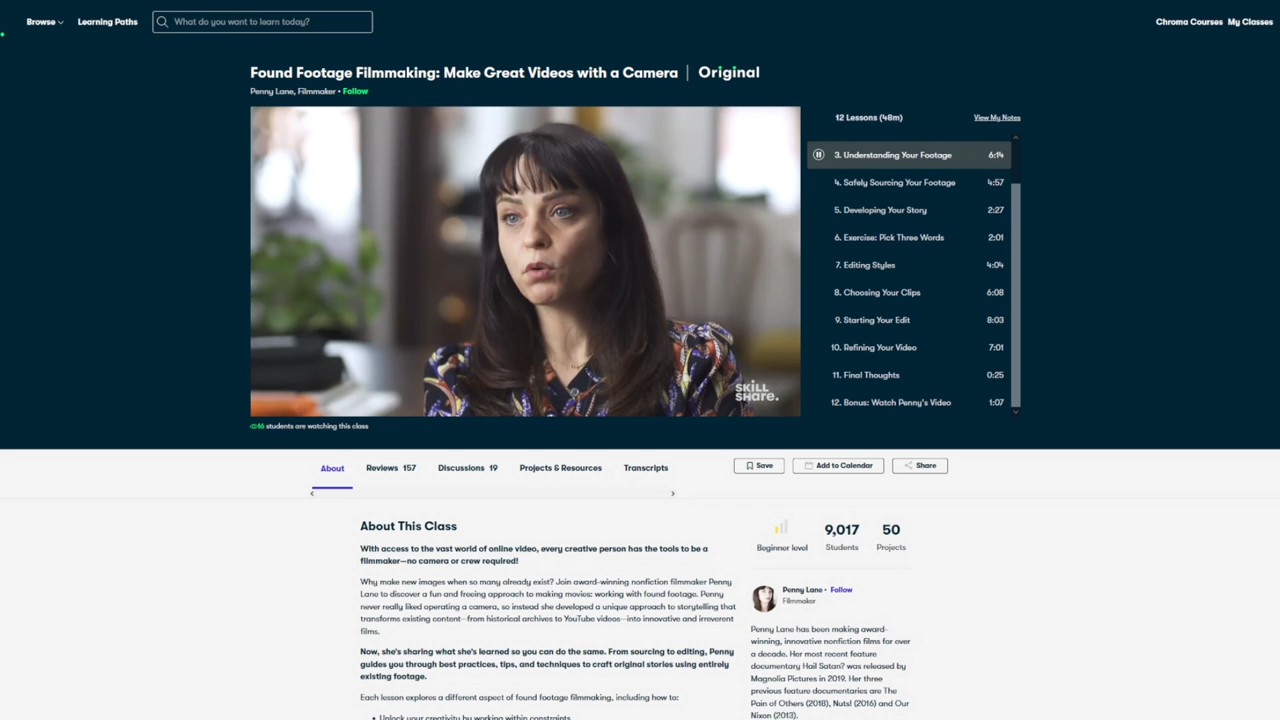 Browse
Learning Paths
What do you want to learn today?
Chroma Courses
My Classes
Found Footage Filmmaking: Make Great Videos with a Camera | Original
Penny Lane, Filmmaker • Follow
12 Lessons (48m)
View My Notes
3. Understanding Your Footage 6:14
4. Safely Sourcing Your Footage 4:57
5. Developing Your Story 2:27
6. Exercise: Pick Three Words 2:01
7. Editing Styles 4:04
8. Choosing Your Clips 6:08
9. Starting Your Edit 8:03
10. Refining Your Video 7:01
11. Final Thoughts 0:25
12. Bonus: Watch Penny's Video 1:07
SKILL
SHARE.
16 students are watching this class
About
Reviews 157
Discussions 19
Projects & Resources
Transcripts
Save
Add to Calendar
Share
About This Class
With access to the vast world of online video, every creative person has the tools to be a
filmmaker—no camera or crew required!
Why make new images when so many already exist? Join award-winning nonfiction filmmaker Penny
Lane to discover a fun and freeing approach to making movies: working with found footage. Penny
never really liked operating a camera, so instead she developed a unique approach to storytelling that
transforms existing content—from historical archives to YouTube videos—into innovative and irreverent
films.
Now, she's sharing what she's learned so you can do the same. From sourcing to editing, Penny
guides you through best practices, tips, and techniques to craft original stories using entirely
existing footage.
Each lesson explores a different aspect of found footage filmmaking, including how to:
• Unlock your creativity by working within constraints
Beginner level
9,017
Students
50
Projects
Penny Lane • Follow
Filmmaker
Penny Lane has been making award-
winning, innovative nonfiction films for over
a decade. Her most recent feature
documentary Hail Satan? was released by
Magnolia Pictures in 2019. Her three
previous feature documentaries are The
Pain of Others (2018), Nuts! (2016) and Our
Nixon (2013).